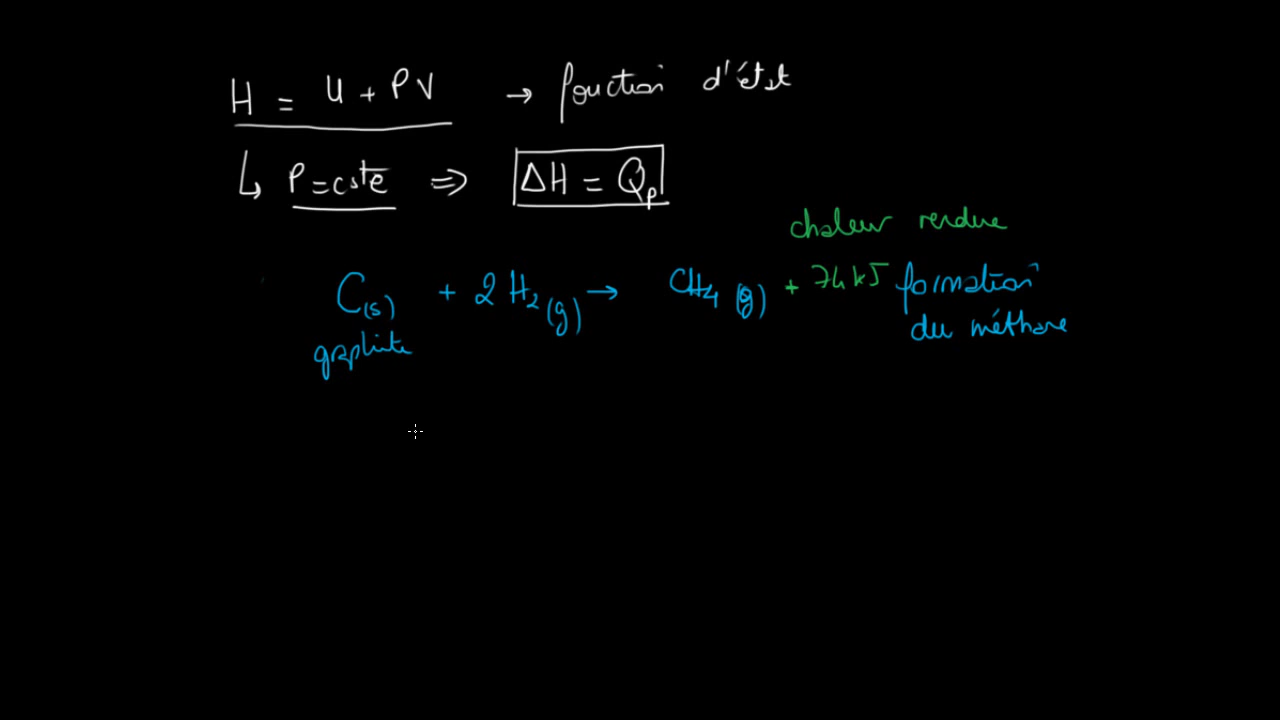 H = U + PV → fonction d'état
↳ P = cste ⇒ ΔH = Qp
chaleur rendue
C(s) + 2 H2 (g) → CH4 (g) + 74 kJ formation
graphite du méthane